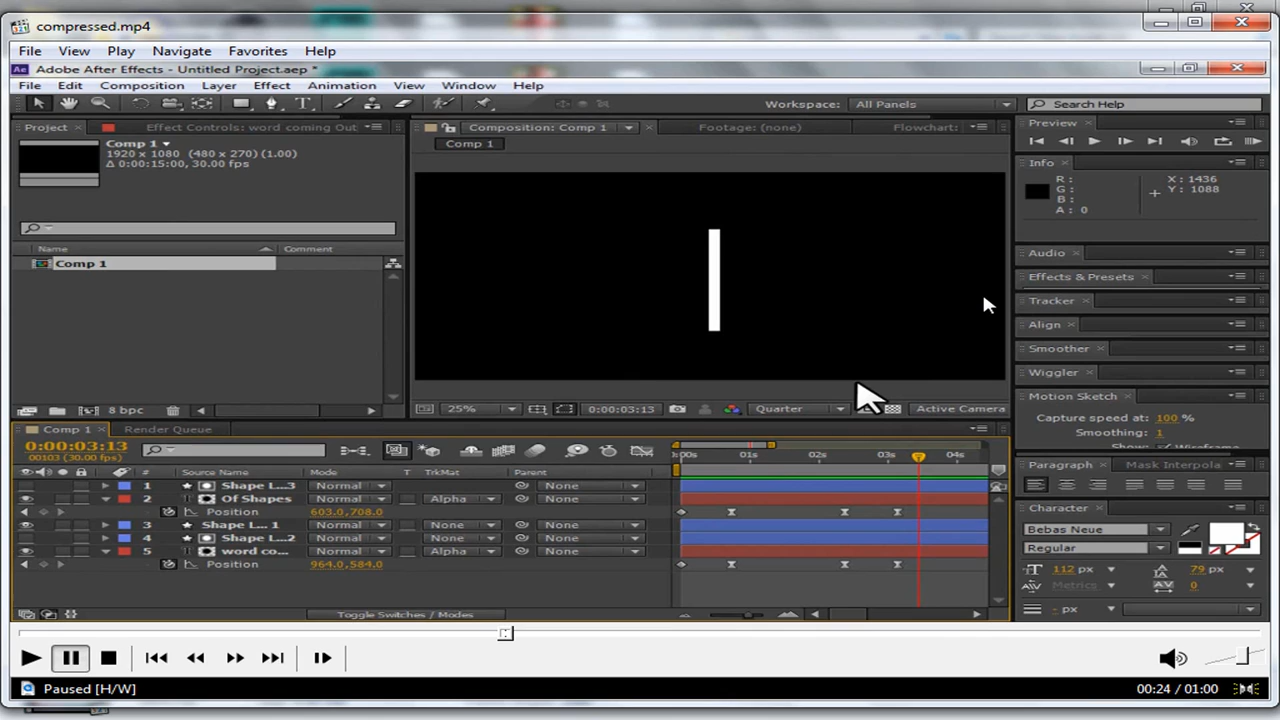 compressed.mp4
File View Play Navigate Favorites Help
Ae Adobe After Effects - Untitled Project.aep *
File Edit Composition Layer Effect Animation View Window Help
Workspace: All Panels Search Help
Project Effect Controls: word coming Out Composition: Comp 1 Footage: (none) Flowchart: Preview
Comp 1
1920 x 1080 (480 x 270) (1.00)
Δ 0:00:15:00, 30.00 fps
Comp 1
Info
R :
G :
B :
A : 0
X : 1436
Y : 1088
Name Comment
Comp 1
Audio
Effects & Presets
Tracker
Align
Smoother
Wiggler
Motion Sketch
Capture speed at: 100 %
Smoothing: 1
8 bpc 25% 0:00:03:13 Quarter Active Camera
Comp 1 Render Queue
0:00:03:13
00103 (30.00 fps)
:00s 01s 02s 03s 04s
# Source Name Mode T TrkMat Parent
1 Shape L...3 Normal None
2 Of Shapes Normal Alpha None
Position 603.0,708.0
3 Shape L... 1 Normal None None
4 Shape L...2 Normal None None
5 word co... Normal Alpha None
Position 964.0,584.0
Toggle Switches / Modes
Paragraph Mask Interpola
Character
Bebas Neue
Regular
112 px 79 px
Metrics 0
- px
Paused [H/W] 00:24 / 01:00